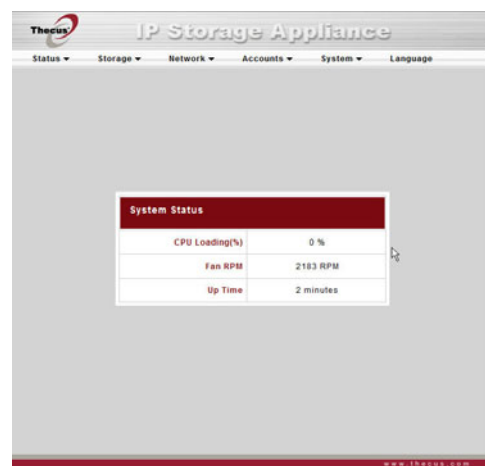 Thecus
IP Storage Appliance
Status Storage Network Accounts System Language
System Status
CPU Loading(%) 0 %
Fan RPM 2183 RPM
Up Time 2 minutes
www.thecus.com